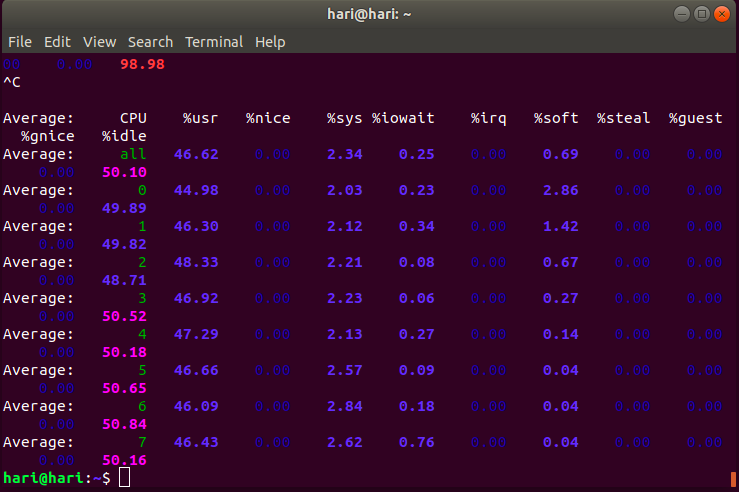 hari@hari: ~
File Edit View Search Terminal Help
00 0.00 98.98
^C
Average: CPU %usr %nice %sys %iowait %irq %soft %steal %guest
%gnice %idle
Average: all 46.62 0.00 2.34 0.25 0.00 0.69 0.00 0.00
0.00 50.10
Average: 0 44.98 0.00 2.03 0.23 0.00 2.86 0.00 0.00
0.00 49.89
Average: 1 46.30 0.00 2.12 0.34 0.00 1.42 0.00 0.00
0.00 49.82
Average: 2 48.33 0.00 2.21 0.08 0.00 0.67 0.00 0.00
0.00 48.71
Average: 3 46.92 0.00 2.23 0.06 0.00 0.27 0.00 0.00
0.00 50.52
Average: 4 47.29 0.00 2.13 0.27 0.00 0.14 0.00 0.00
0.00 50.18
Average: 5 46.66 0.00 2.57 0.09 0.00 0.04 0.00 0.00
0.00 50.65
Average: 6 46.09 0.00 2.84 0.18 0.00 0.04 0.00 0.00
0.00 50.84
Average: 7 46.43 0.00 2.62 0.76 0.00 0.04 0.00 0.00
0.00 50.16
hari@hari:~$